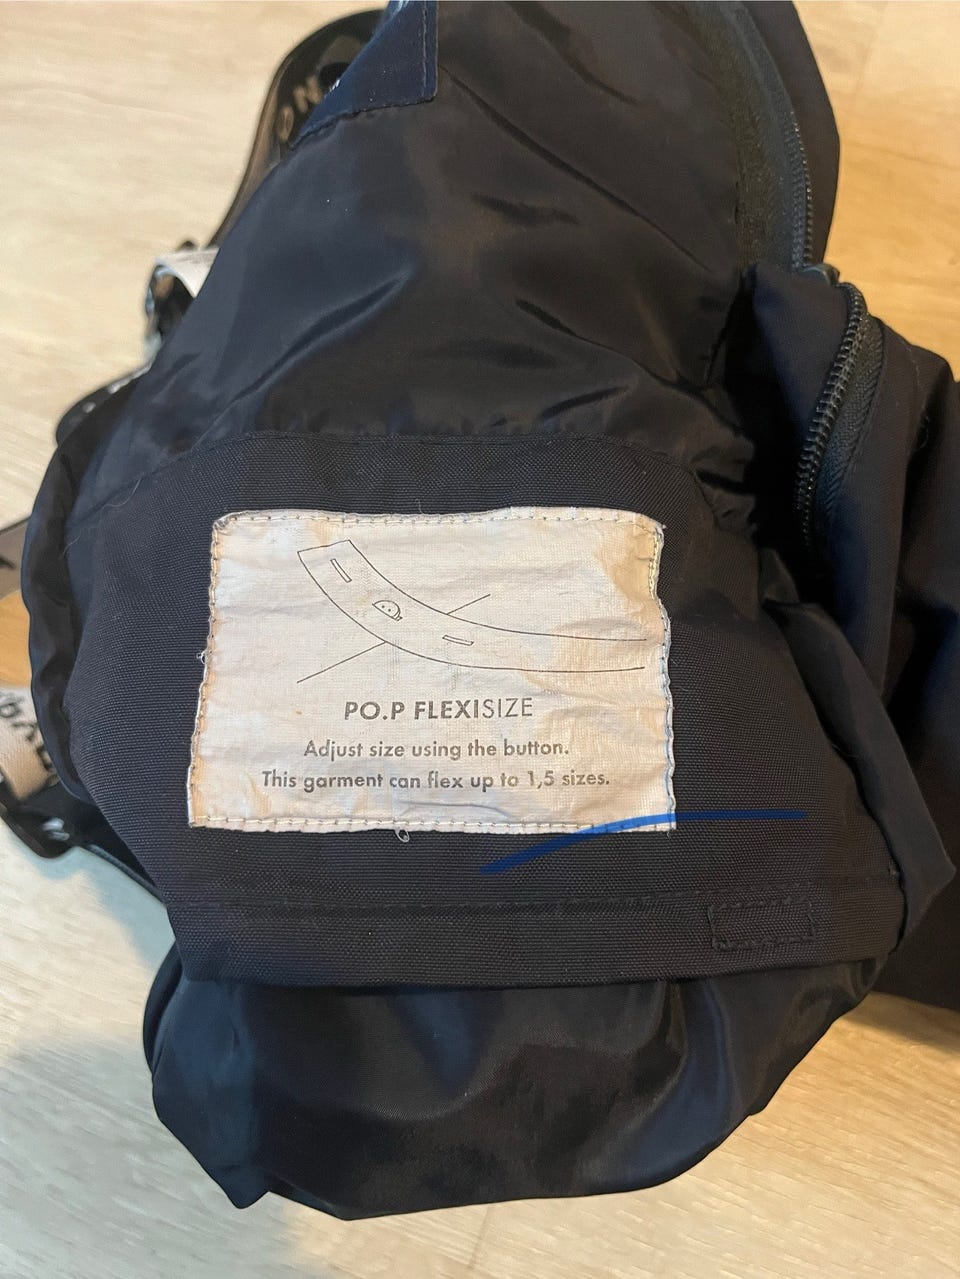 PO.P FLEXISIZE
Adjust size using the button.
This garment can flex up to 1,5 sizes.